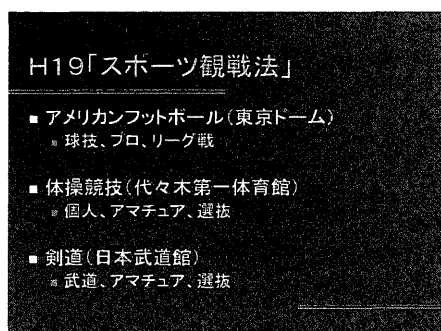 H19「スポーツ観戦法」
■ アメリカンフットボール(東京ドーム)
■ 球技、プロ、リーグ戦
■ 体操競技(代々木第一体育館)
■ 個人、アマチュア、選抜
■ 剣道(日本武道館)
■ 武道、アマチュア、選抜